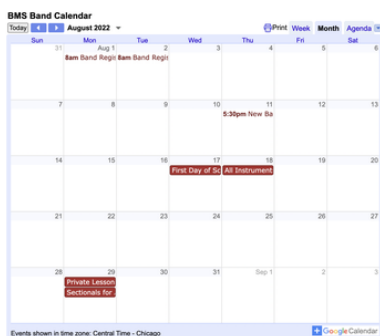 BMS Band Calendar
Today August 2022 Print Week Month Agenda
Sun Mon Tue Wed Thu Fri Sat
31 Aug 1 2 3 4 5 6
8am Band Regis 8am Band Regis
7 8 9 10 11 12 13
5:30pm New Ba
14 15 16 17 18 19 20
First Day of Sc All Instrument
21 22 23 24 25 26 27
28 29 30 31 Sep 1 2 3
Private Lesson
Sectionals for
Events shown in time zone: Central Time - Chicago
Google Calendar